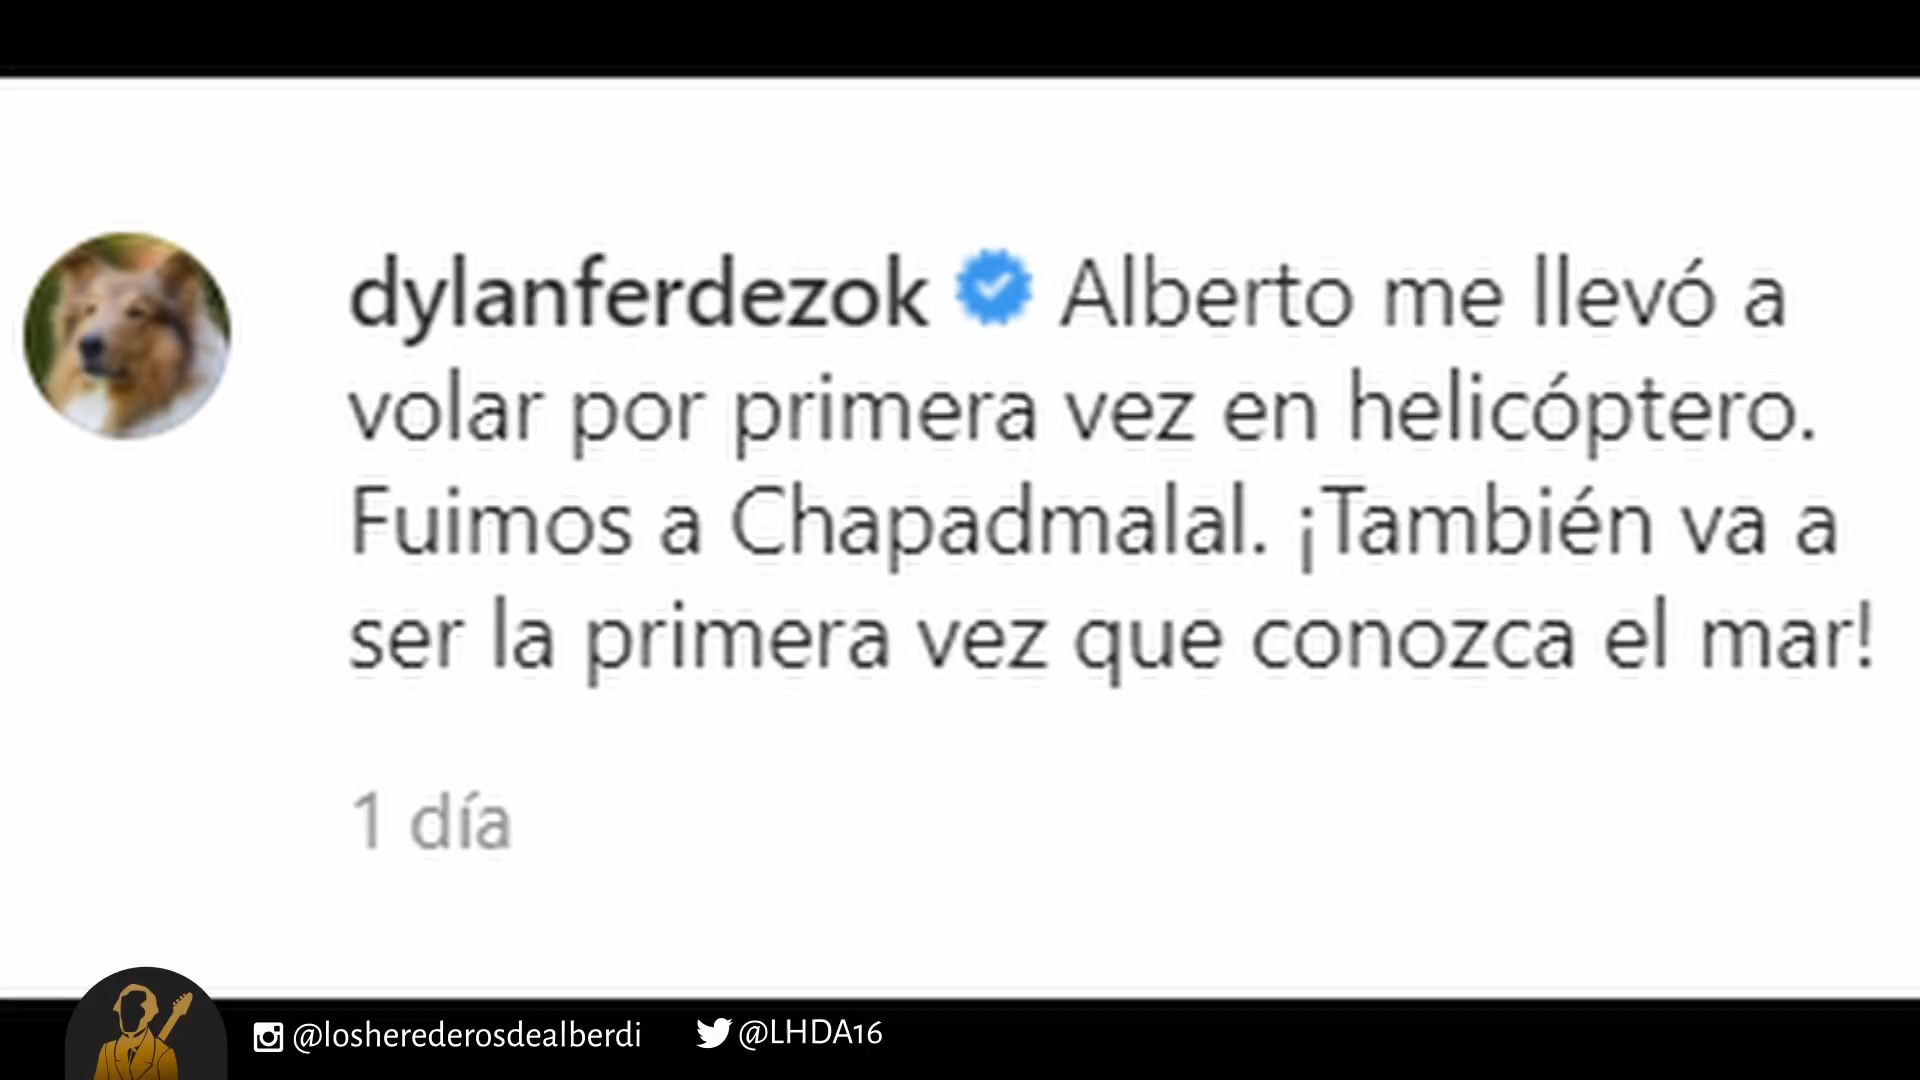 dylanferdezok Alberto me llevó a
volar por primera vez en helicóptero.
Fuimos a Chapadmalal. ¡También va a
ser la primera vez que conozca el mar!
1 día
@losherederosdealberdi @LHDA16